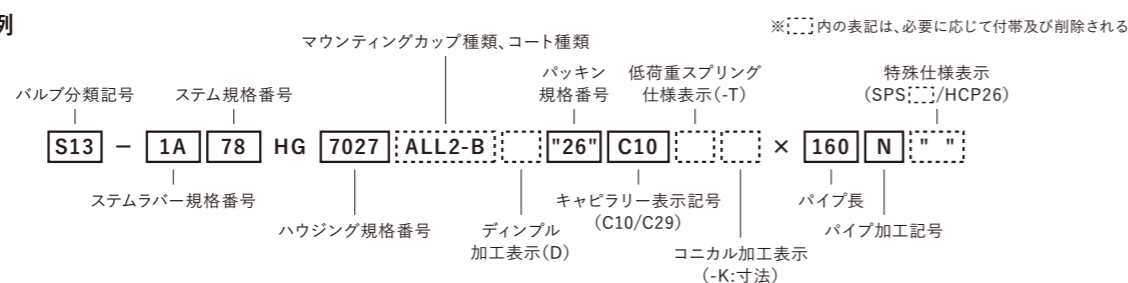 例
※[ ]内の表記は、必要に応じて付帯及び削除される
マウンティングカップ種類、コート種類
パッキン
規格番号
低荷重スプリング
仕様表示(-T)
特殊仕様表示
(SPS[ ]/HCP26)
バルブ分類記号
ステム規格番号
S13 − 1A 78 HG 7027 ALL2-B "26" C10 × 160 N " "
ステムラバー規格番号
ハウジング規格番号
ディンプル
加工表示(D)
キャピラリー表示記号
(C10/C29)
コニカル加工表示
(-K:寸法)
パイプ長
パイプ加工記号